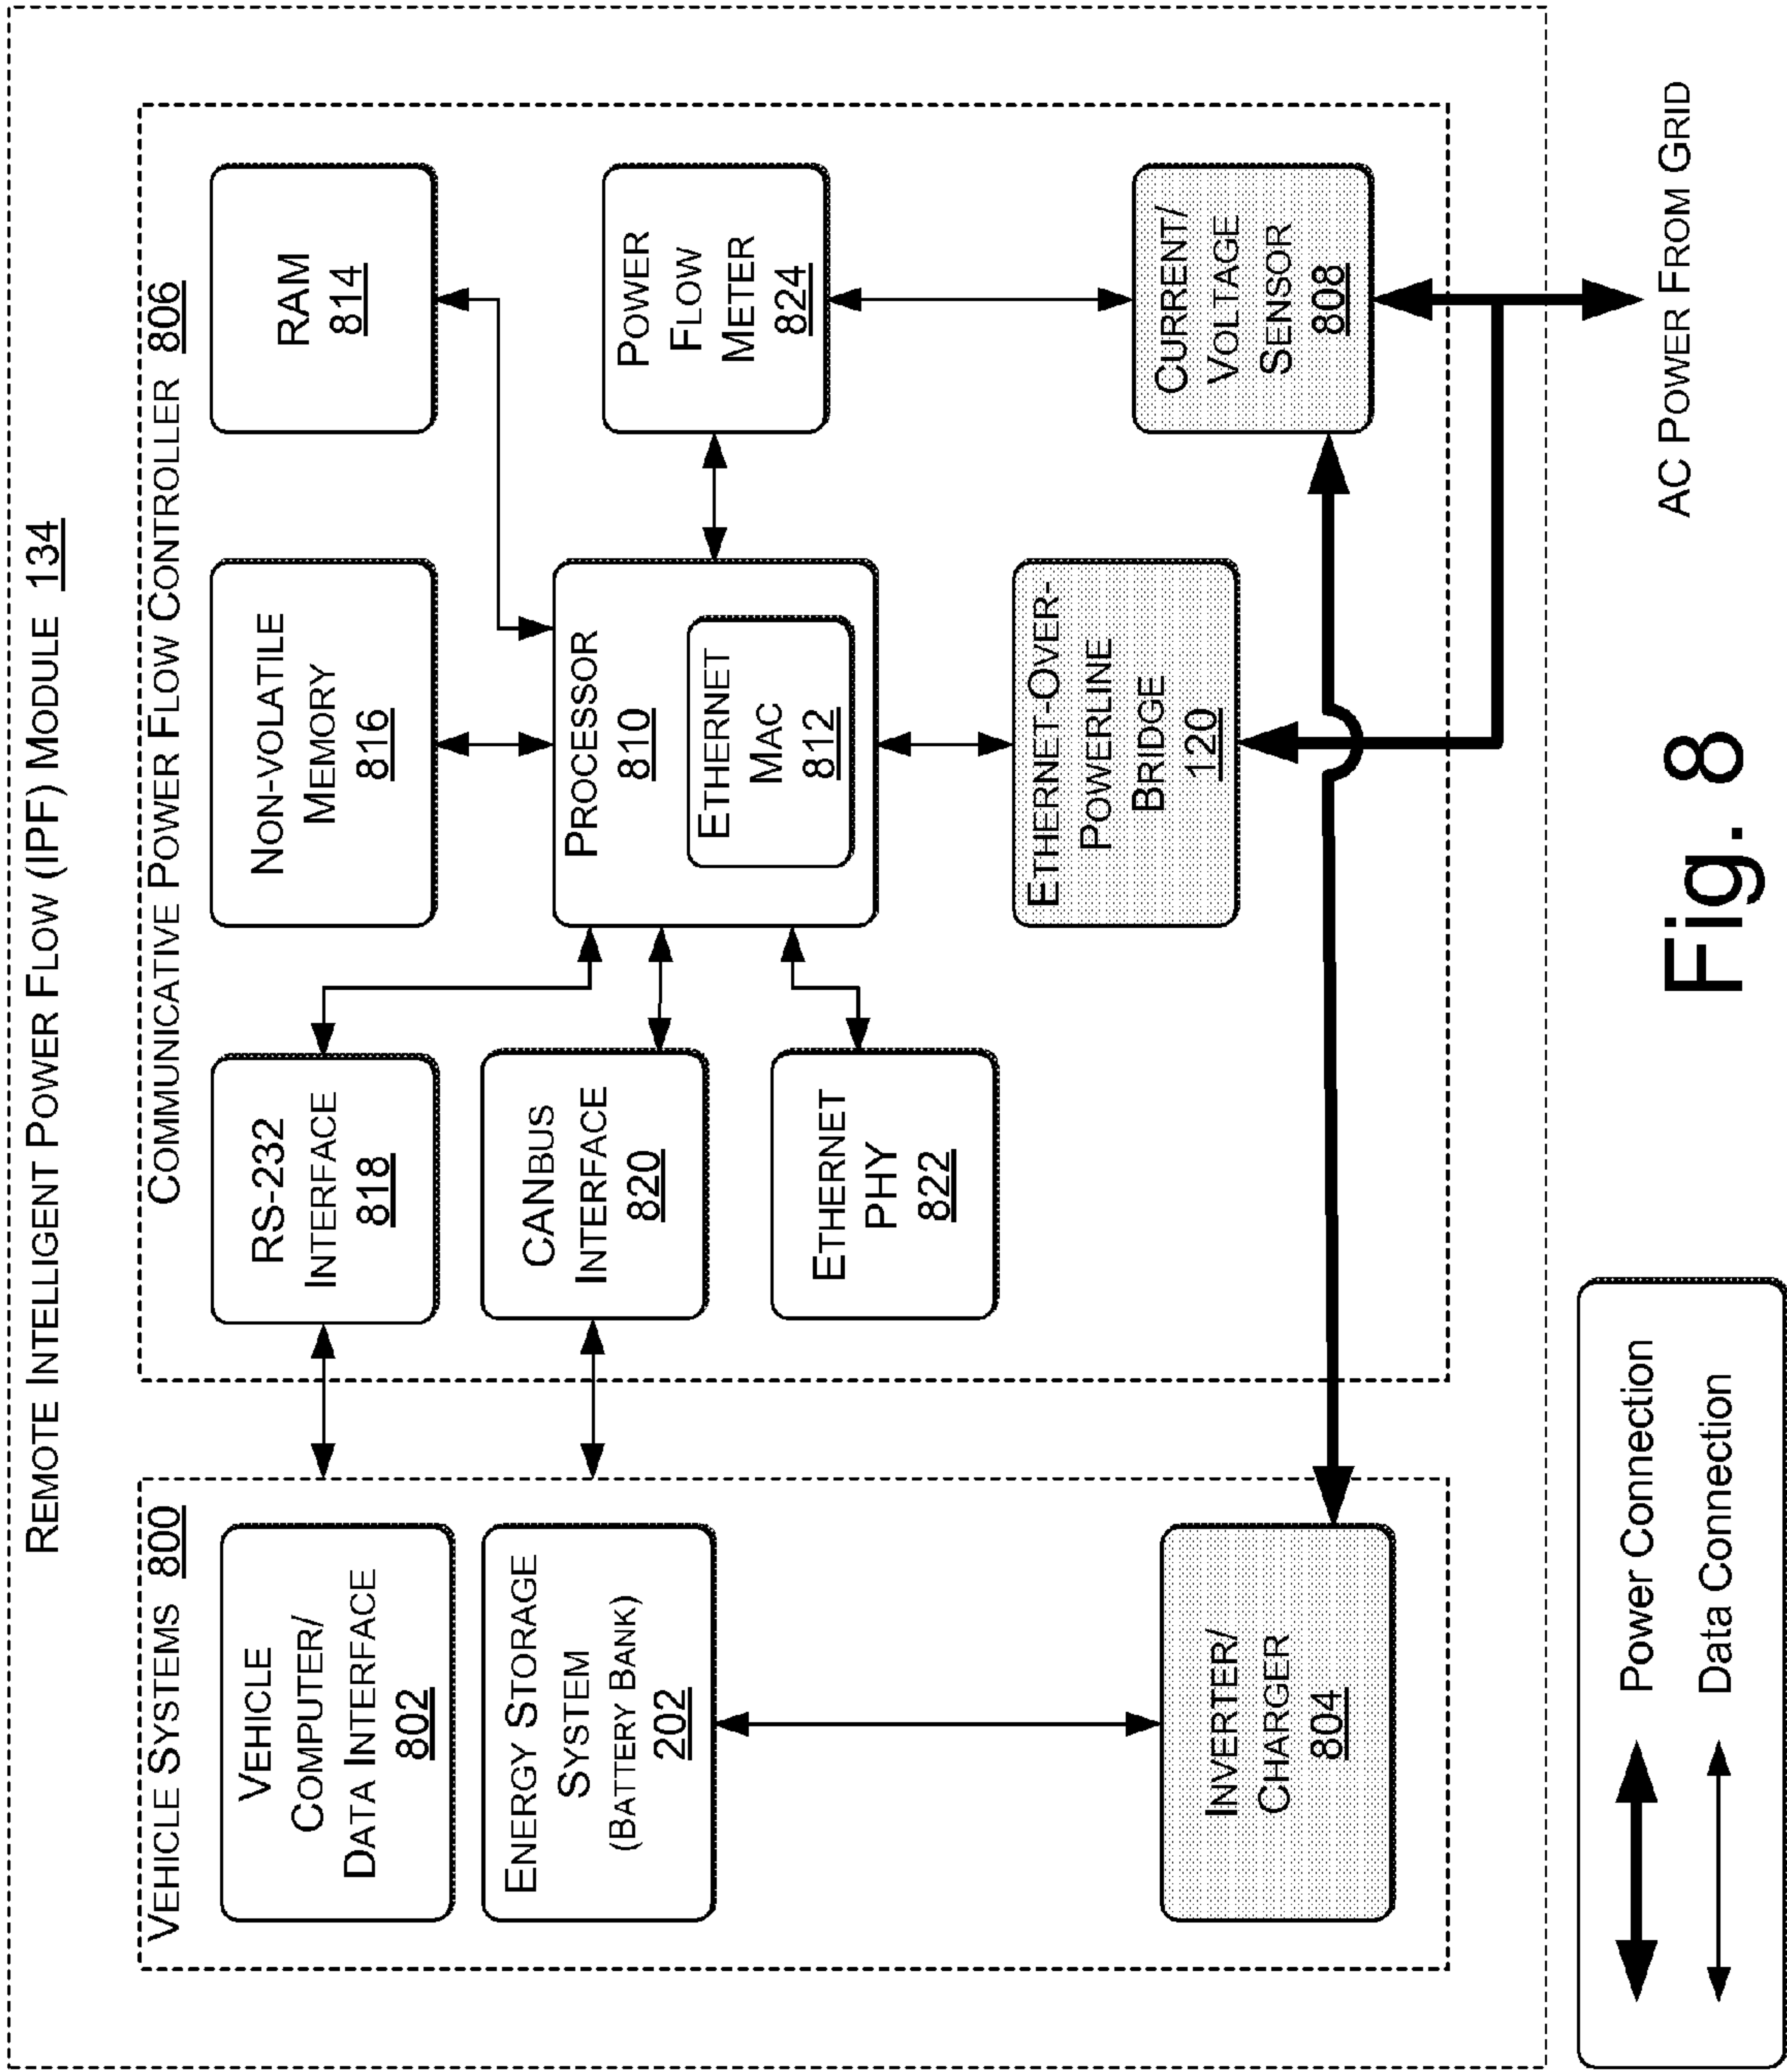 REMOTE INTELLIGENT POWER FLOW (IPF) MODULE 134
VEHICLE SYSTEMS 800
VEHICLE
COMPUTER/
DATA INTERFACE
802
ENERGY STORAGE
SYSTEM
(BATTERY BANK)
202
INVERTER/
CHARGER
804
COMMUNICATIVE POWER FLOW CONTROLLER 806
RS-232
INTERFACE
818
CANBUS
INTERFACE
820
ETHERNET
PHY
822
NON-VOLATILE
MEMORY
816
PROCESSOR
810
ETHERNET
MAC
812
ETHERNET-OVER-
POWERLINE
BRIDGE
120
RAM
814
POWER
FLOW
METER
824
CURRENT/
VOLTAGE
SENSOR
808
AC POWER FROM GRID
Power Connection
Data Connection
Fig. 8